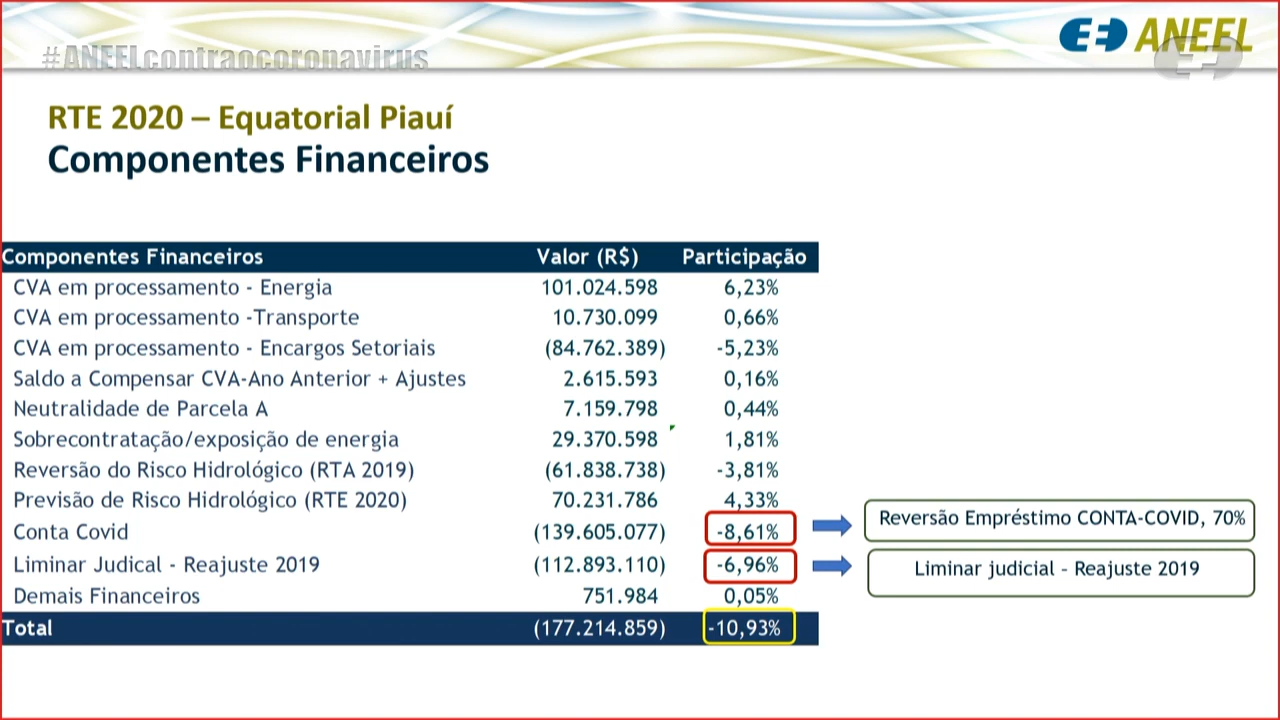 #ANEELcontraocoronavirus
ANEEL
RTE 2020 – Equatorial Piauí
Componentes Financeiros
Componentes Financeiros Valor (R$) Participação
CVA em processamento - Energia 101.024.598 6,23%
CVA em processamento -Transporte 10.730.099 0,66%
CVA em processamento - Encargos Setoriais (84.762.389) -5,23%
Saldo a Compensar CVA-Ano Anterior + Ajustes 2.615.593 0,16%
Neutralidade de Parcela A 7.159.798 0,44%
Sobrecontratação/exposição de energia 29.370.598 1,81%
Reversão do Risco Hidrológico (RTA 2019) (61.838.738) -3,81%
Previsão de Risco Hidrológico (RTE 2020) 70.231.786 4,33%
Conta Covid (139.605.077) -8,61% Reversão Empréstimo CONTA-COVID, 70%
Liminar Judical - Reajuste 2019 (112.893.110) -6,96% Liminar judicial - Reajuste 2019
Demais Financeiros 751.984 0,05%
Total (177.214.859) -10,93%